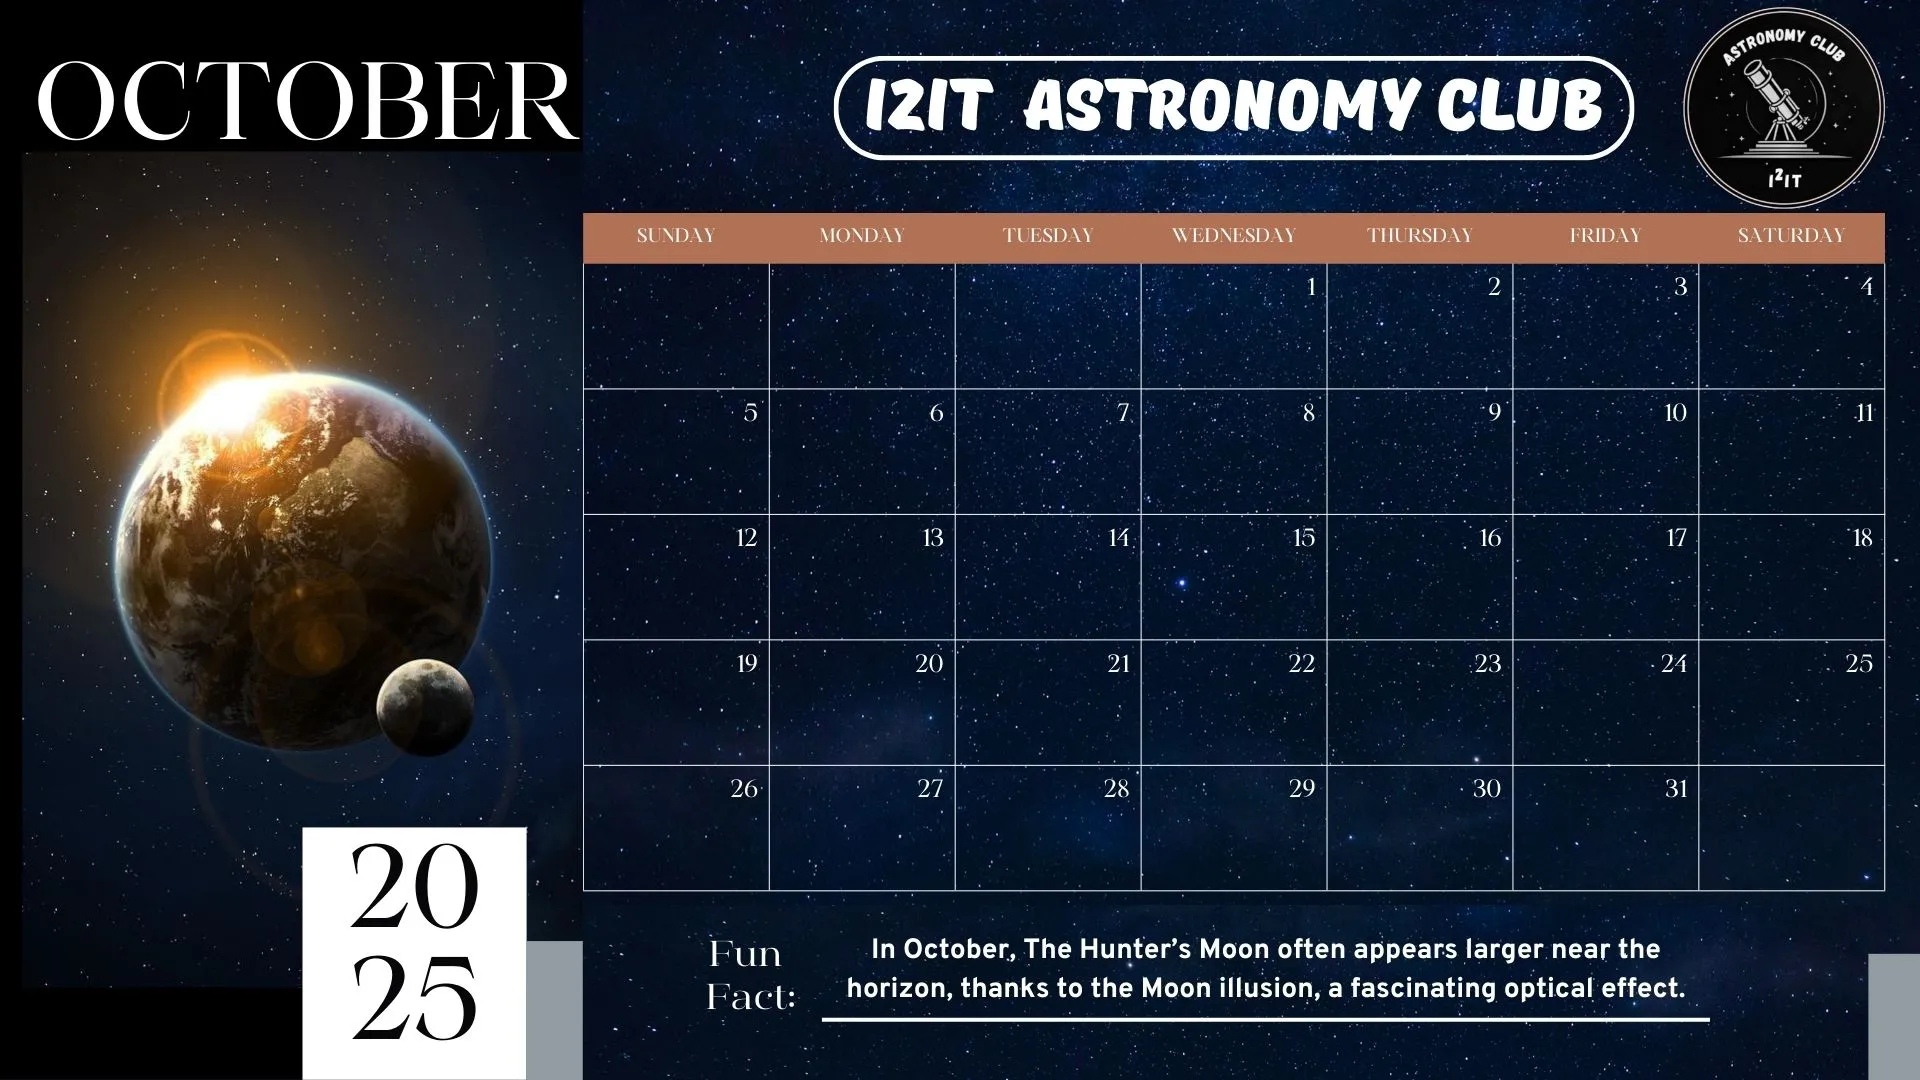 OCTOBER
I2IT ASTRONOMY CLUB
ASTRONOMY CLUB
I²IT
SUNDAY MONDAY TUESDAY WEDNESDAY THURSDAY FRIDAY SATURDAY
1 2 3 4
5 6 7 8 9 10 11
12 13 14 15 16 17 18
19 20 21 22 23 24 25
26 27 28 29 30 31
20
25
Fun
Fact:
In October, The Hunter's Moon often appears larger near the
horizon, thanks to the Moon illusion, a fascinating optical effect.